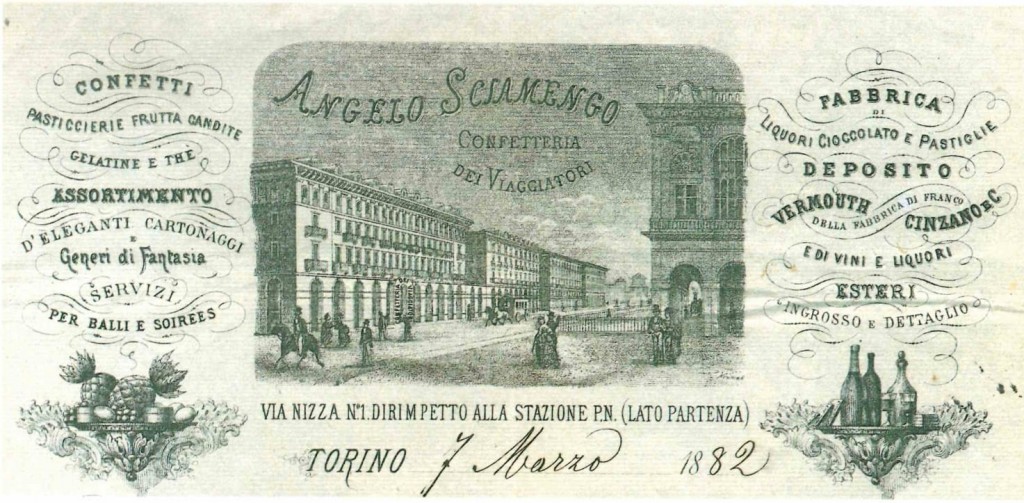 CONFETTI
PASTICCIERIE FRUTTA CANDITE
GELATINE E THÈ
ASSORTIMENTO
D'ELEGANTI CARTONAGGI
E
Generi di Fantasia
SERVIZI
PER BALLI E SOIRÈES
ANGELO SCIAMENGO
CONFETTERIA
DEI VIAGGIATORI
FABBRICA
DI
LIQUORI CIOCCOLATO E PASTIGLIE
DEPOSITO
VERMOUTH DELLA FABBRICA DI FRANCO CINZANO e C
E DI VINI E LIQUORI
ESTERI
INGROSSO E DETTAGLIO
VIA NIZZA Nº1. DIRIMPETTO ALLA STAZIONE P.N. (LATO PARTENZA)
TORINO 7 Marzo 1882